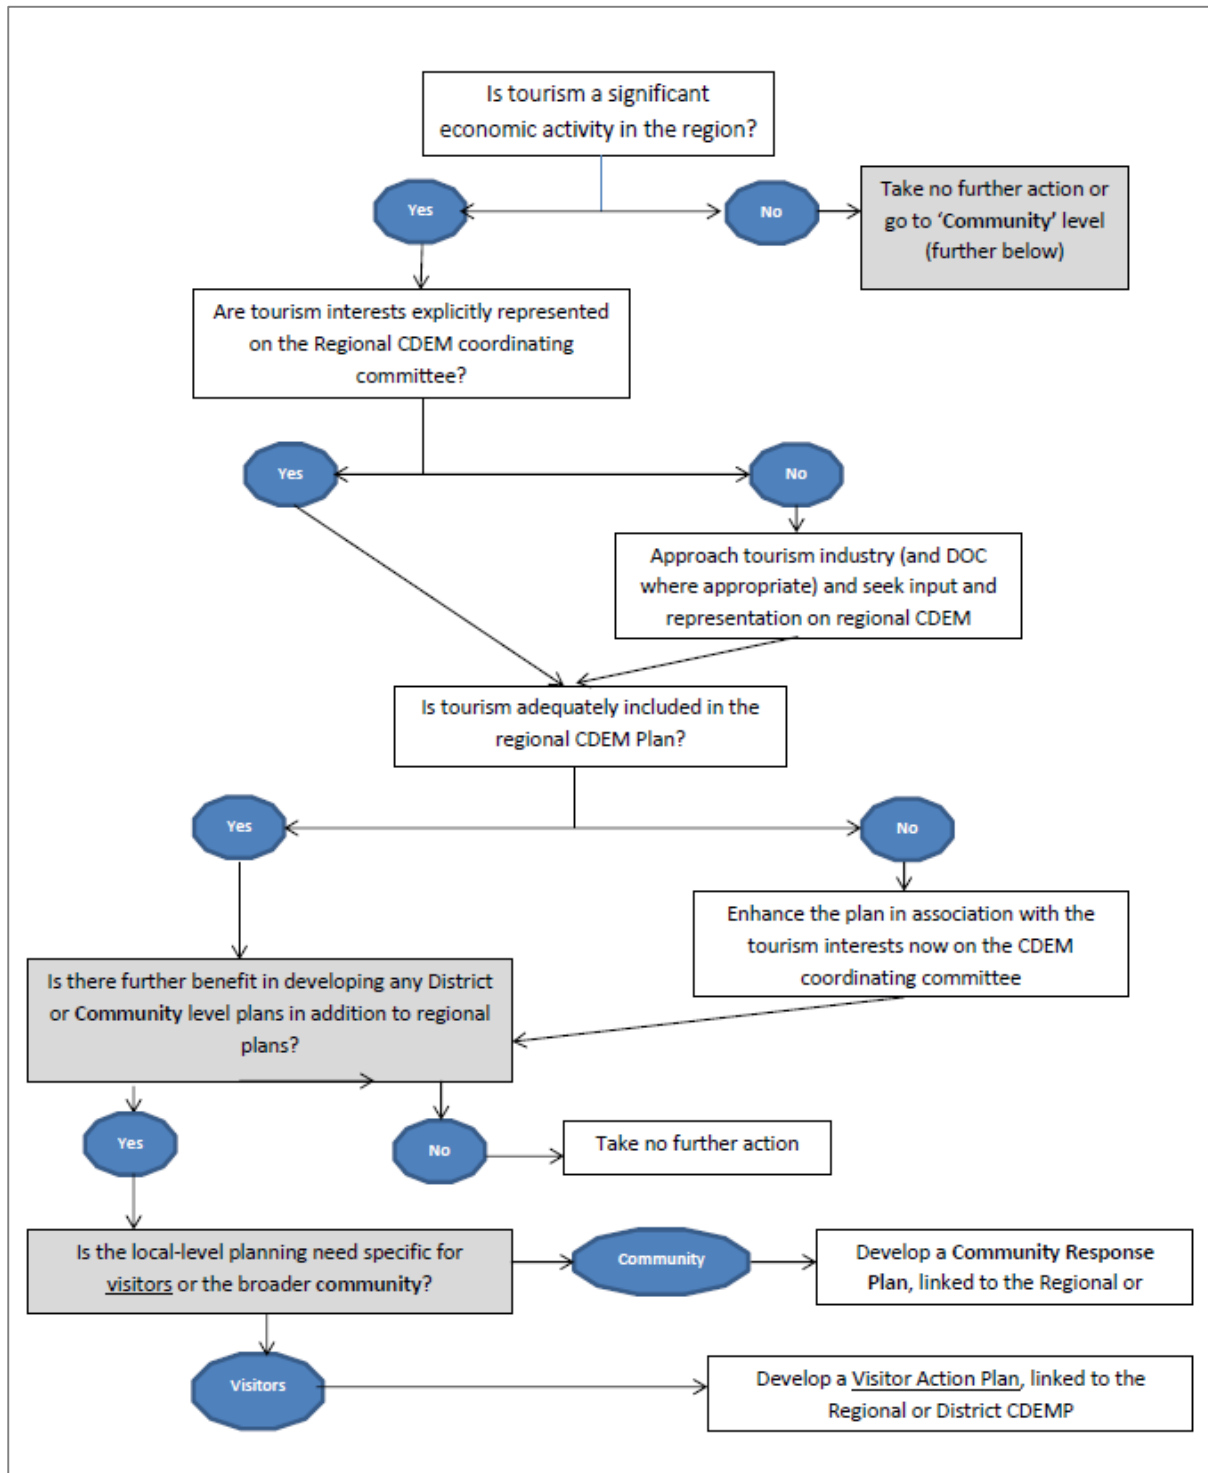 Is tourism a significant
economic activity in the region?
Yes
No
Take no further action or
go to ‘Community’ level
(further below)
Are tourism interests explicitly represented
on the Regional CDEM coordinating
committee?
Yes
No
Approach tourism industry (and DOC
where appropriate) and seek input and
representation on regional CDEM
Is tourism adequately included in the
regional CDEM Plan?
Yes
No
Enhance the plan in association with the
tourism interests now on the CDEM
coordinating committee
Is there further benefit in developing any District
or Community level plans in addition to regional
plans?
Yes
No
Take no further action
Is the local-level planning need specific for
visitors or the broader community?
Community
Develop a Community Response
Plan, linked to the Regional or
Visitors
Develop a Visitor Action Plan, linked to the
Regional or District CDEMP